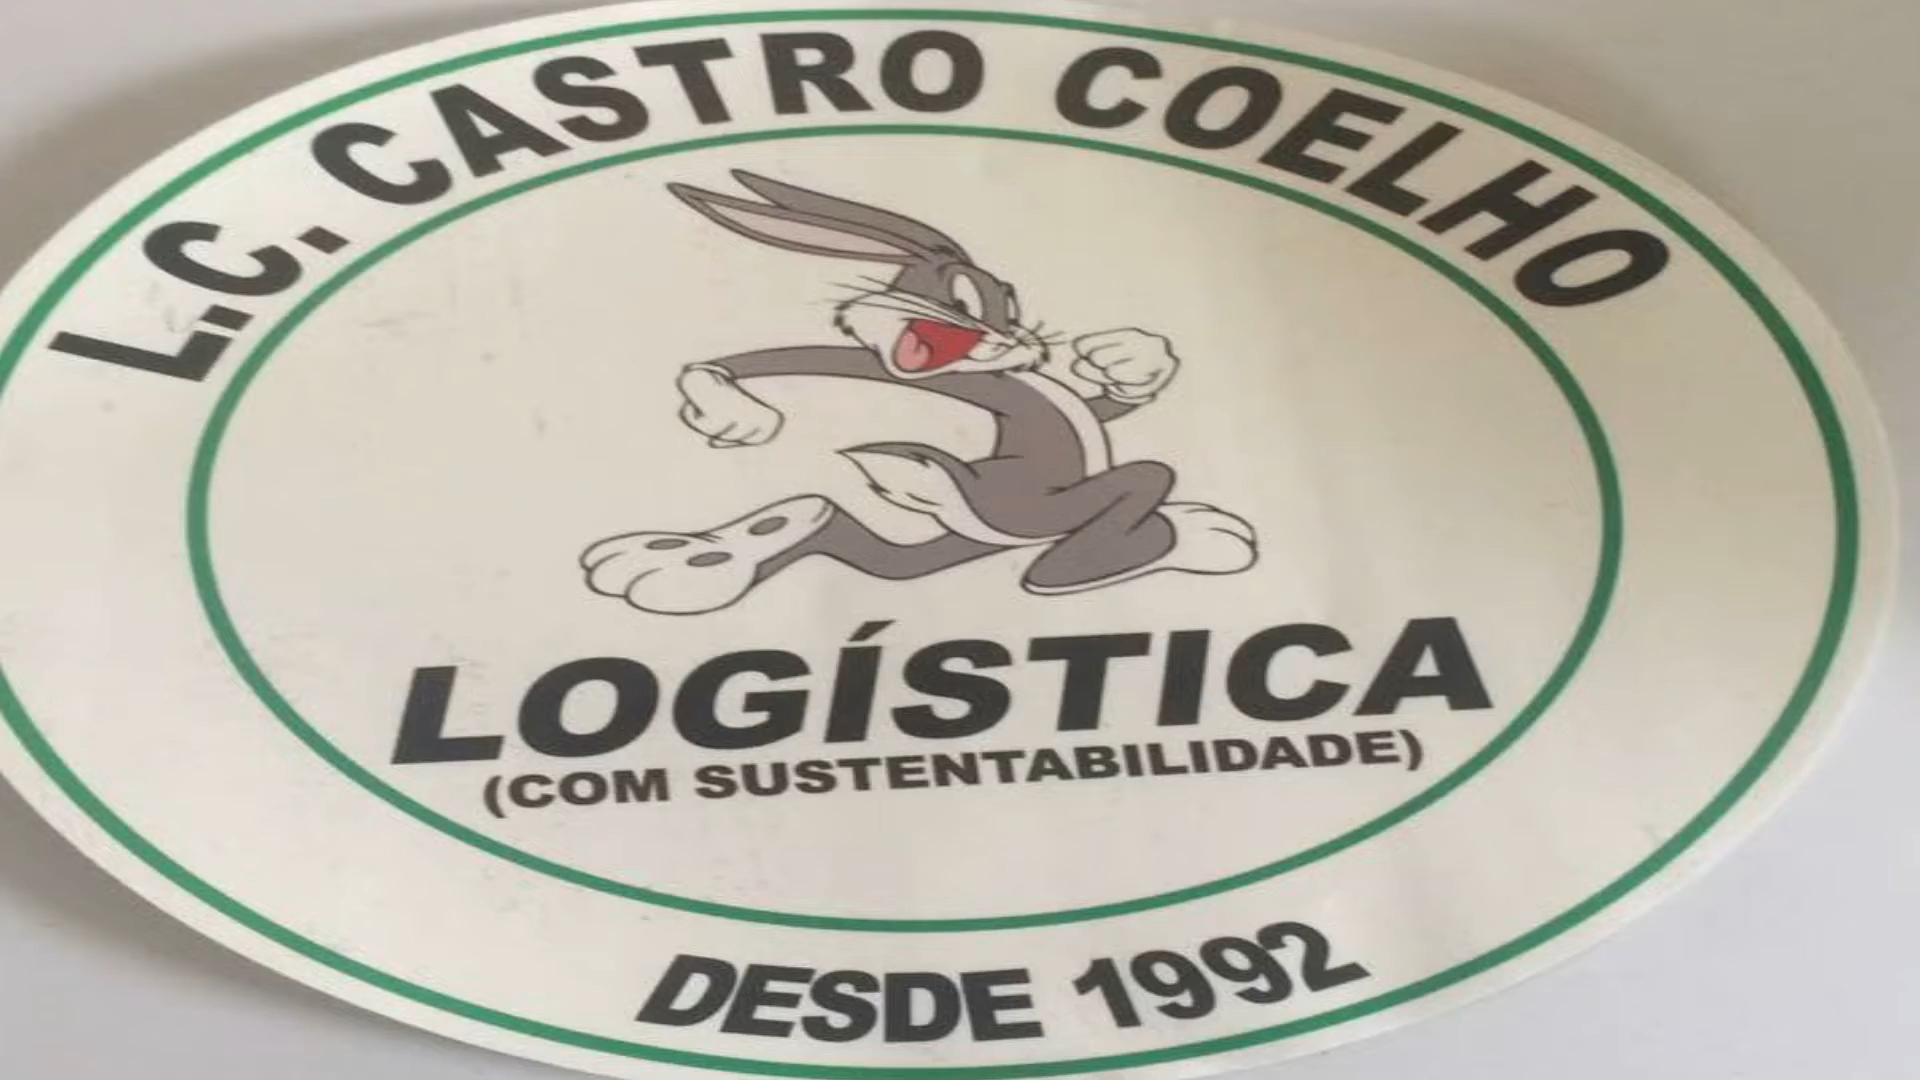 L.C. CASTRO COELHO
LOGÍSTICA
(COM SUSTENTABILIDADE)
DESDE 1992